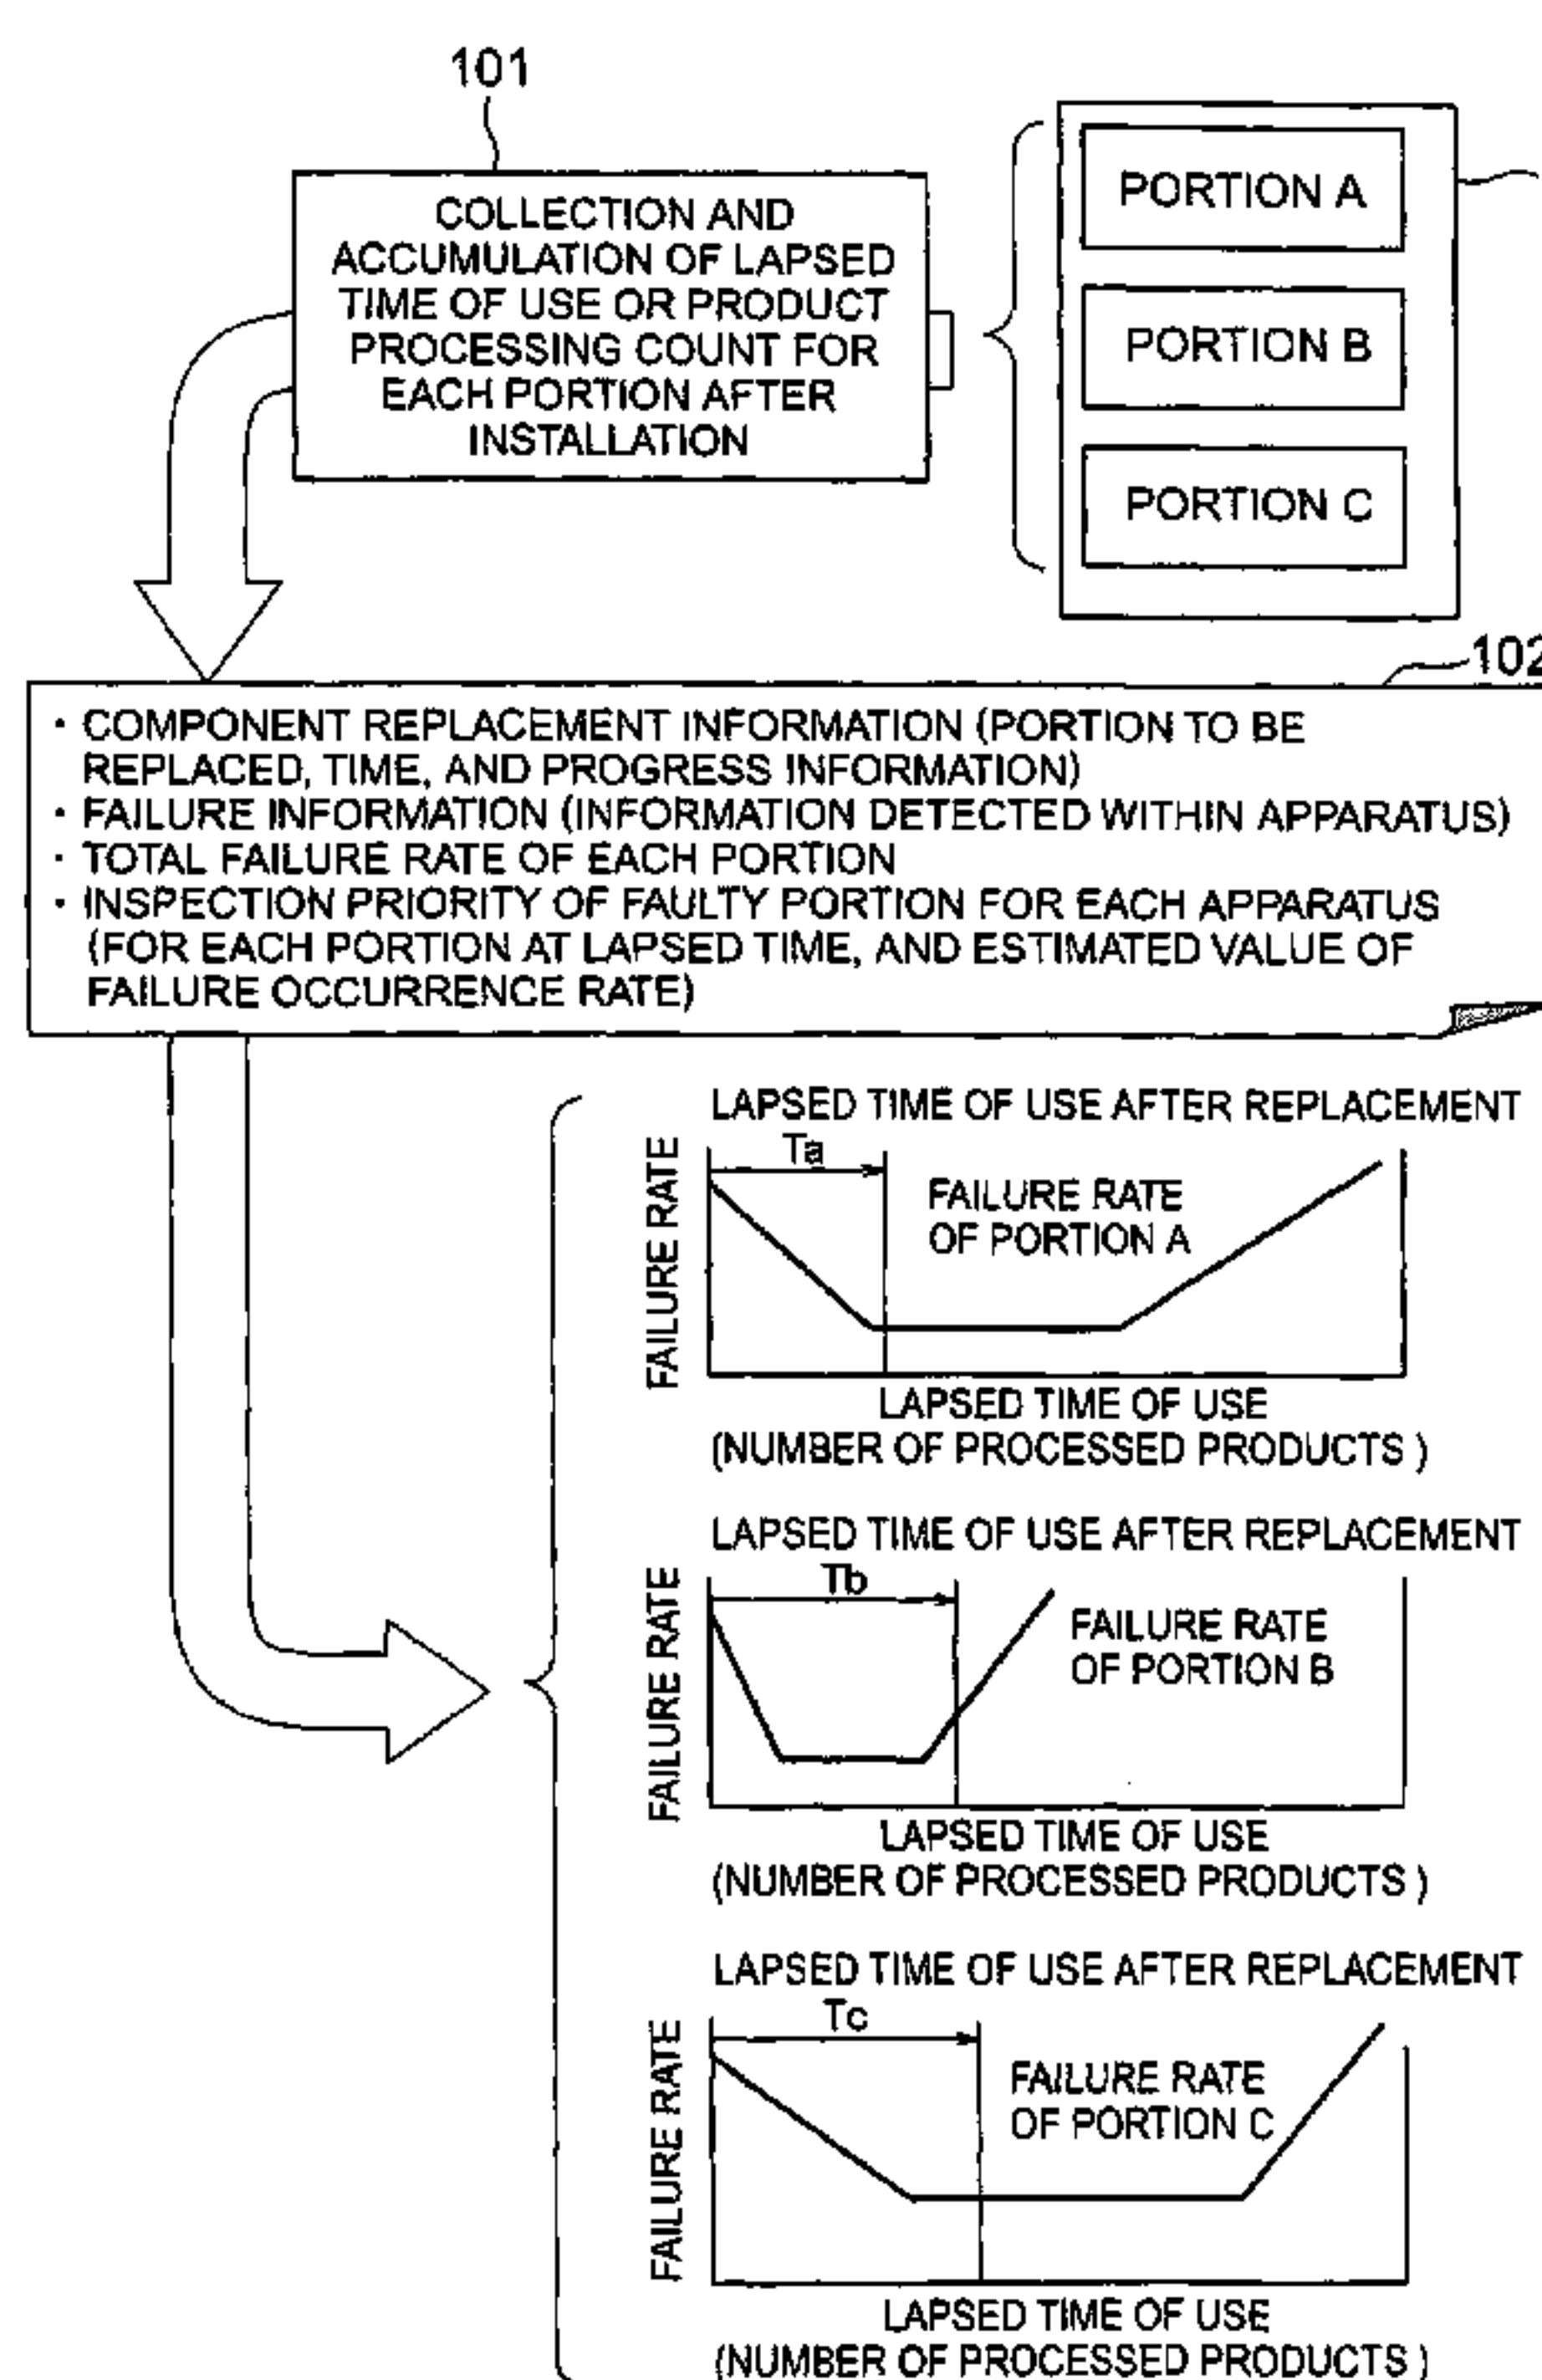 101
COLLECTION AND
ACCUMULATION OF LAPSED
TIME OF USE OR PRODUCT
PROCESSING COUNT FOR
EACH PORTION AFTER
INSTALLATION
PORTION A
PORTION B
PORTION C
102
· COMPONENT REPLACEMENT INFORMATION (PORTION TO BE
REPLACED, TIME, AND PROGRESS INFORMATION)
· FAILURE INFORMATION (INFORMATION DETECTED WITHIN APPARATUS)
· TOTAL FAILURE RATE OF EACH PORTION
· INSPECTION PRIORITY OF FAULTY PORTION FOR EACH APPARATUS
(FOR EACH PORTION AT LAPSED TIME, AND ESTIMATED VALUE OF
FAILURE OCCURRENCE RATE)
LAPSED TIME OF USE AFTER REPLACEMENT
Ta
FAILURE RATE
FAILURE RATE
OF PORTION A
LAPSED TIME OF USE
(NUMBER OF PROCESSED PRODUCTS )
LAPSED TIME OF USE AFTER REPLACEMENT
Tb
FAILURE RATE
FAILURE RATE
OF PORTION B
LAPSED TIME OF USE
(NUMBER OF PROCESSED PRODUCTS )
LAPSED TIME OF USE AFTER REPLACEMENT
Tc
FAILURE RATE
FAILURE RATE
OF PORTION C
LAPSED TIME OF USE
(NUMBER OF PROCESSED PRODUCTS )